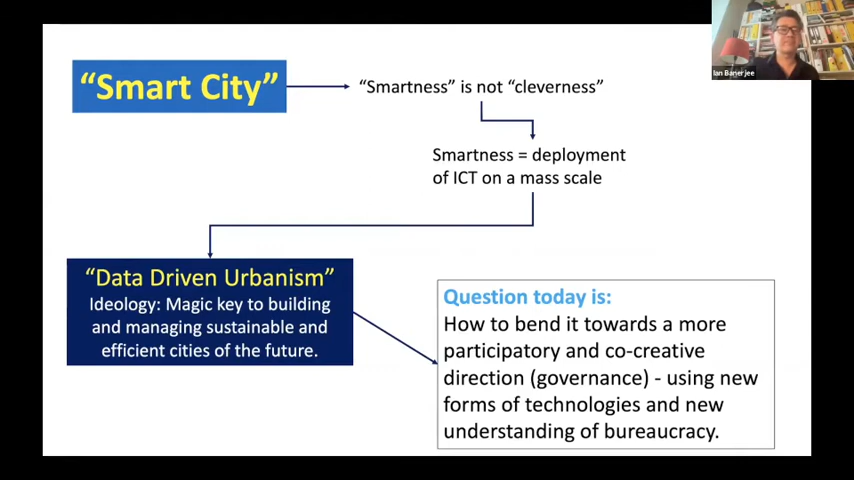 “Smart City”
“Smartness” is not “cleverness”
Smartness = deployment
of ICT on a mass scale
“Data Driven Urbanism”
Ideology: Magic key to building
and managing sustainable and
efficient cities of the future.
Question today is:
How to bend it towards a more
participatory and co-creative
direction (governance) - using new
forms of technologies and new
understanding of bureaucracy.
Ian Banerjee